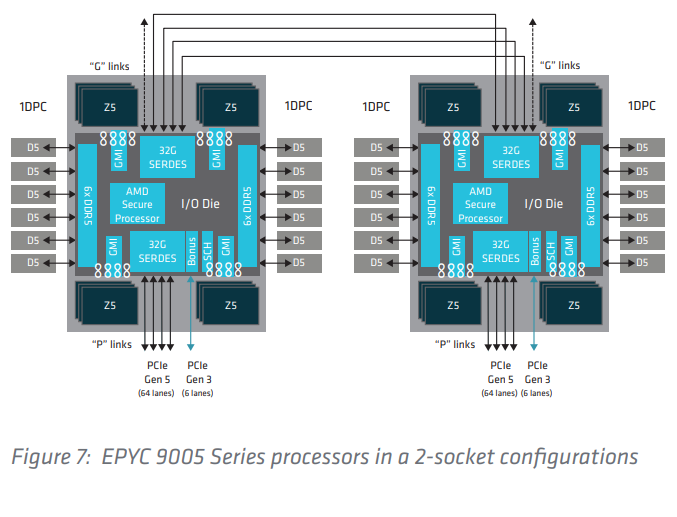 "G" links
"G" links
1DPC
Z5
Z5
1DPC
1DPC
Z5
Z5
1DPC
D5
GMI
32G
SERDES
GMI
D5
D5
GMI
32G
SERDES
GMI
D5
D5
D5
D5
D5
D5
6x DDR5
AMD
Secure
Processor
I/O Die
6x DDR5
D5
D5
6x DDR5
AMD
Secure
Processor
I/O Die
6x DDR5
D5
D5
D5
D5
D5
D5
GMI
32G
SERDES
Bonus
SCH
GMI
D5
D5
GMI
32G
SERDES
Bonus
SCH
GMI
D5
D5
D5
D5
D5
Z5
Z5
Z5
Z5
"P" links
"P" links
PCIe
Gen 5
(64 lanes)
PCIe
Gen 3
(6 lanes)
PCIe
Gen 5
(64 lanes)
PCIe
Gen 3
(6 lanes)
Figure 7: EPYC 9005 Series processors in a 2-socket configurations